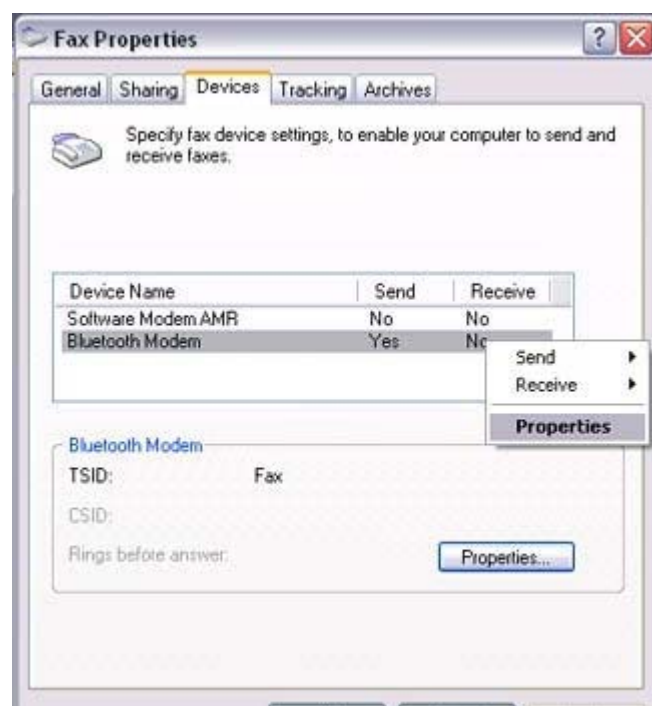 Fax Properties
General Sharing Devices Tracking Archives
Specify fax device settings, to enable your computer to send and
receive faxes.
Device Name Send Receive
Software Modem AMR No No
Bluetooth Modem Yes No
Send
Receive
Properties
Bluetooth Modem
TSID: Fax
CSID:
Rings before answer:
Properties...